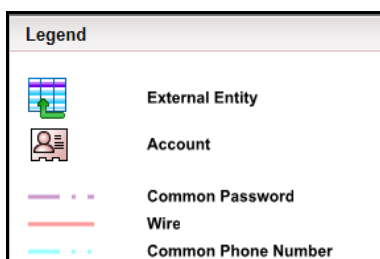 Legend
External Entity
Account
Common Password
Wire
Common Phone Number